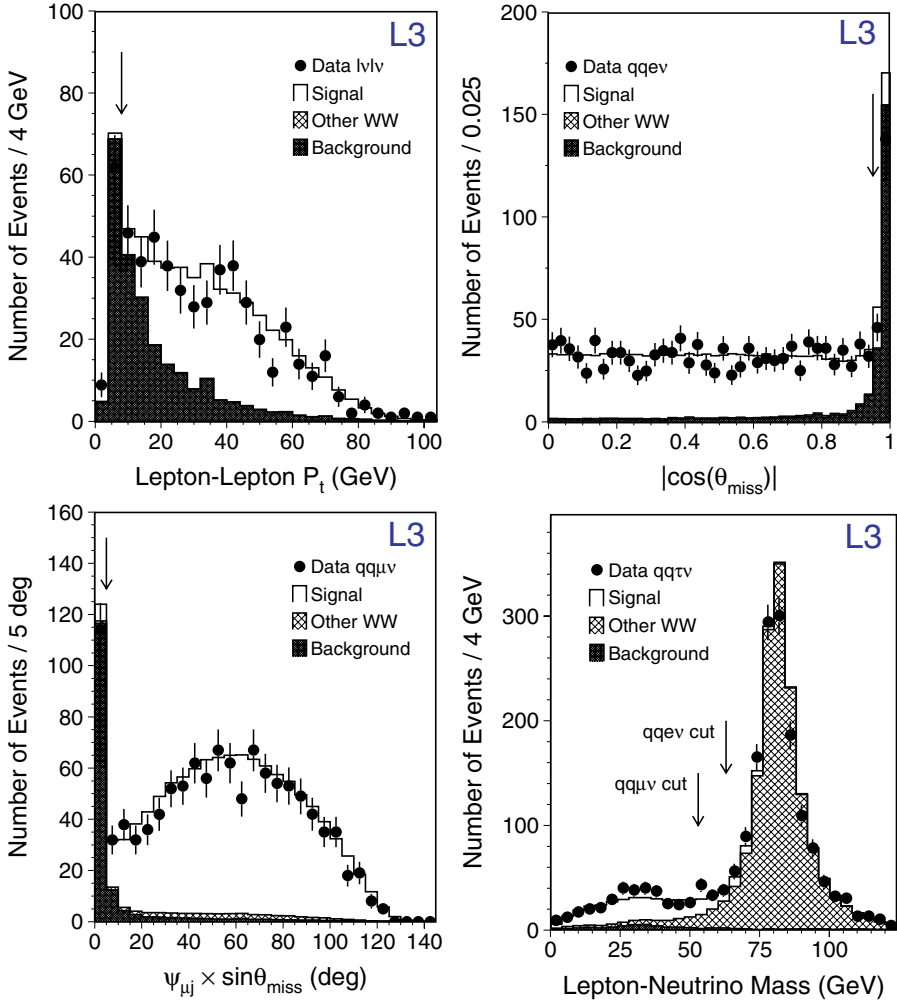 L3
Number of Events / 4 GeV
100
80
60
40
20
0
Data lνlν
Signal
Other WW
Background
0 20 40 60 80 100
Lepton-Lepton Pt (GeV)
L3
Number of Events / 0.025
200
150
100
50
0
Data qqeν
Signal
Other WW
Background
0 0.2 0.4 0.6 0.8 1
|cos(θmiss)|
L3
Number of Events / 5 deg
160
140
120
100
80
60
40
20
0
Data qqμν
Signal
Other WW
Background
0 20 40 60 80 100 120 140
ψμj × sinθmiss (deg)
L3
Number of Events / 4 GeV
300
200
100
0
Data qqτν
Signal
Other WW
Background
qqeν cut
qqμν cut
0 25 50 75 100
Lepton-Neutrino Mass (GeV)